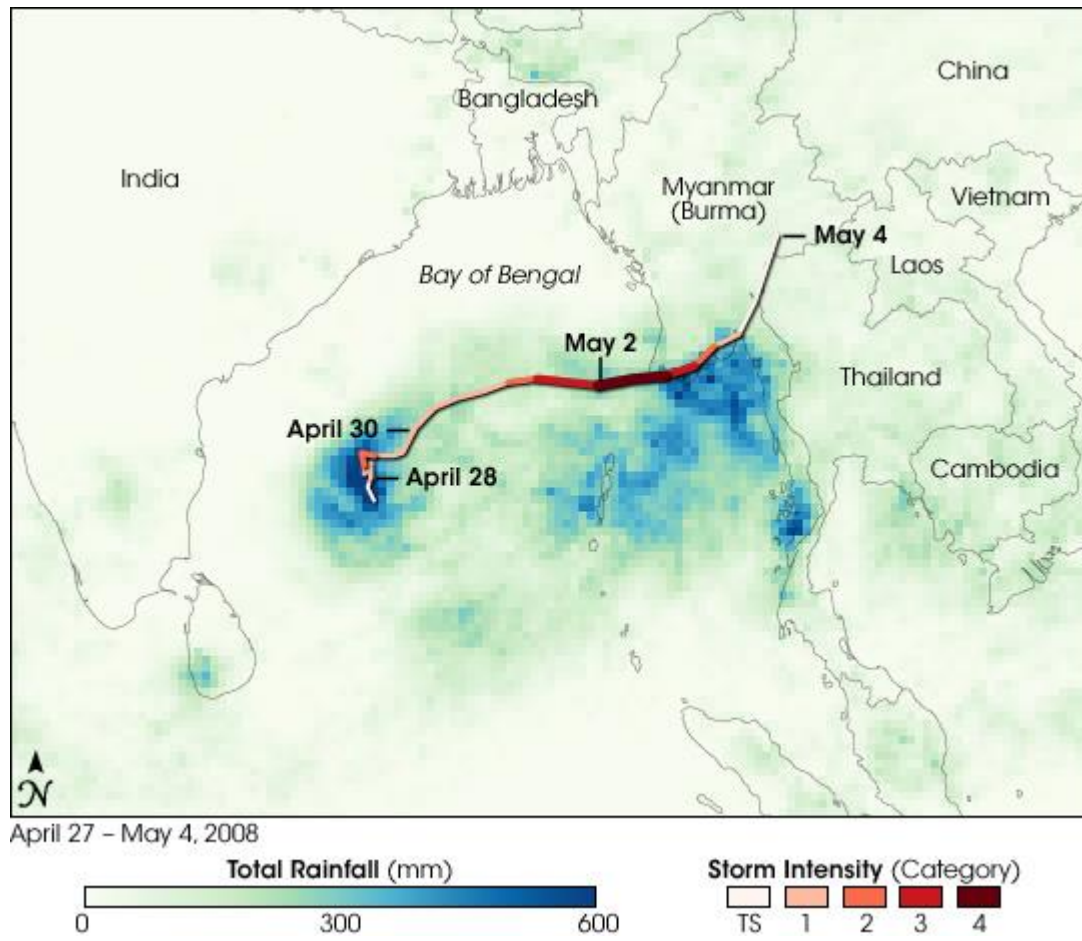 China
Bangladesh
India
Myanmar
(Burma)
Vietnam
May 4
Laos
Bay of Bengal
May 2
Thailand
April 30
Cambodia
April 28
N
April 27 – May 4, 2008
Total Rainfall (mm)
0 300 600
Storm Intensity (Category)
TS 1 2 3 4